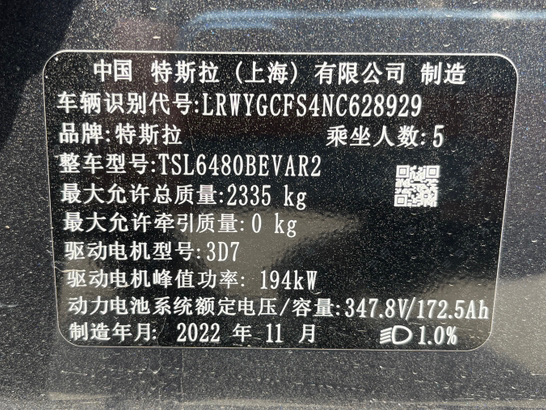 中国 特斯拉 (上海) 有限公司 制造
车辆识别代号:LRWYGCFS4NC628929
品牌:特斯拉 乘坐人数:5
整车型号:TSL6480BEVAR2
最大允许总质量:2335 kg
最大允许牵引质量:0 kg
驱动电机型号:3D7
驱动电机峰值功率: 194kW
动力电池系统额定电压/容量:347.8V/172.5Ah
制造年月: 2022 年 11 月 1.0%